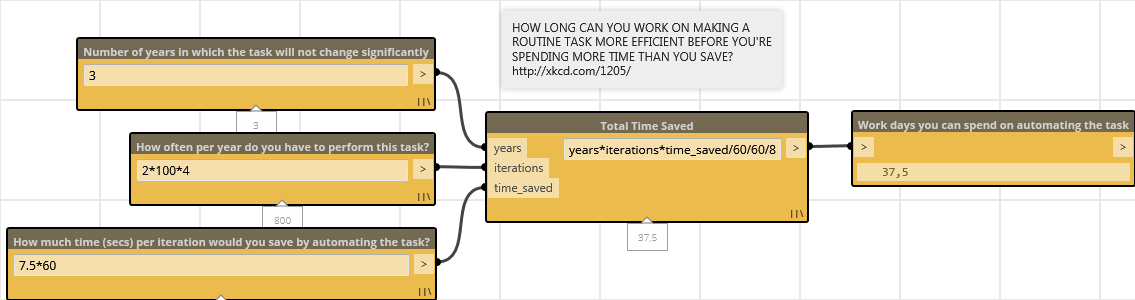 HOW LONG CAN YOU WORK ON MAKING A
ROUTINE TASK MORE EFFICIENT BEFORE YOU'RE
SPENDING MORE TIME THAN YOU SAVE?
http://xkcd.com/1205/
Number of years in which the task will not change significantly
3
>
3
How often per year do you have to perform this task?
2*100*4
>
800
How much time (secs) per iteration would you save by automating the task?
7.5*60
>
Total Time Saved
years
years*iterations*time_saved/60/60/8
>
iterations
time_saved
37,5
Work days you can spend on automating the task
>
>
37,5